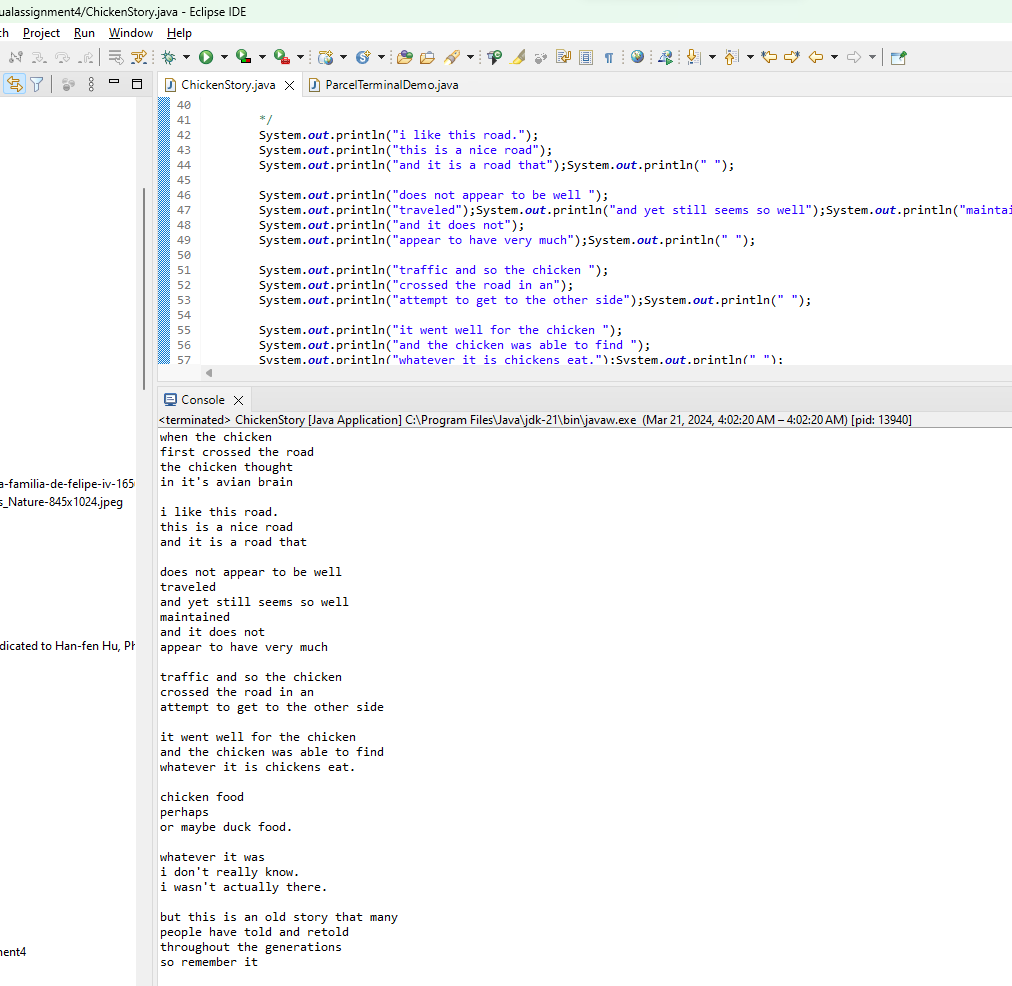 ualassignment4/ChickenStory.java - Eclipse IDE
ch Project Run Window Help
ChickenStory.java ParcelTerminalDemo.java
40
41 */
42 System.out.println("i like this road.");
43 System.out.println("this is a nice road");
44 System.out.println("and it is a road that");System.out.println(" ");
45
46 System.out.println("does not appear to be well ");
47 System.out.println("traveled");System.out.println("and yet still seems so well");System.out.println("maintai
48 System.out.println("and it does not");
49 System.out.println("appear to have very much");System.out.println(" ");
50
51 System.out.println("traffic and so the chicken ");
52 System.out.println("crossed the road in an");
53 System.out.println("attempt to get to the other side");System.out.println(" ");
54
55 System.out.println("it went well for the chicken ");
56 System.out.println("and the chicken was able to find ");
57 System.out.println("whatever it is chickens eat.");System.out.println(" ");
Console
<terminated> ChickenStory [Java Application] C:\Program Files\Java\jdk-21\bin\javaw.exe (Mar 21, 2024, 4:02:20 AM – 4:02:20 AM) [pid: 13940]
when the chicken
first crossed the road
the chicken thought
in it's avian brain
i like this road.
this is a nice road
and it is a road that
does not appear to be well
traveled
and yet still seems so well
maintained
and it does not
appear to have very much
traffic and so the chicken
crossed the road in an
attempt to get to the other side
it went well for the chicken
and the chicken was able to find
whatever it is chickens eat.
chicken food
perhaps
or maybe duck food.
whatever it was
i don't really know.
i wasn't actually there.
but this is an old story that many
people have told and retold
throughout the generations
so remember it
a-familia-de-felipe-iv-165
s_Nature-845x1024.jpeg
dicated to Han-fen Hu, Ph
nent4